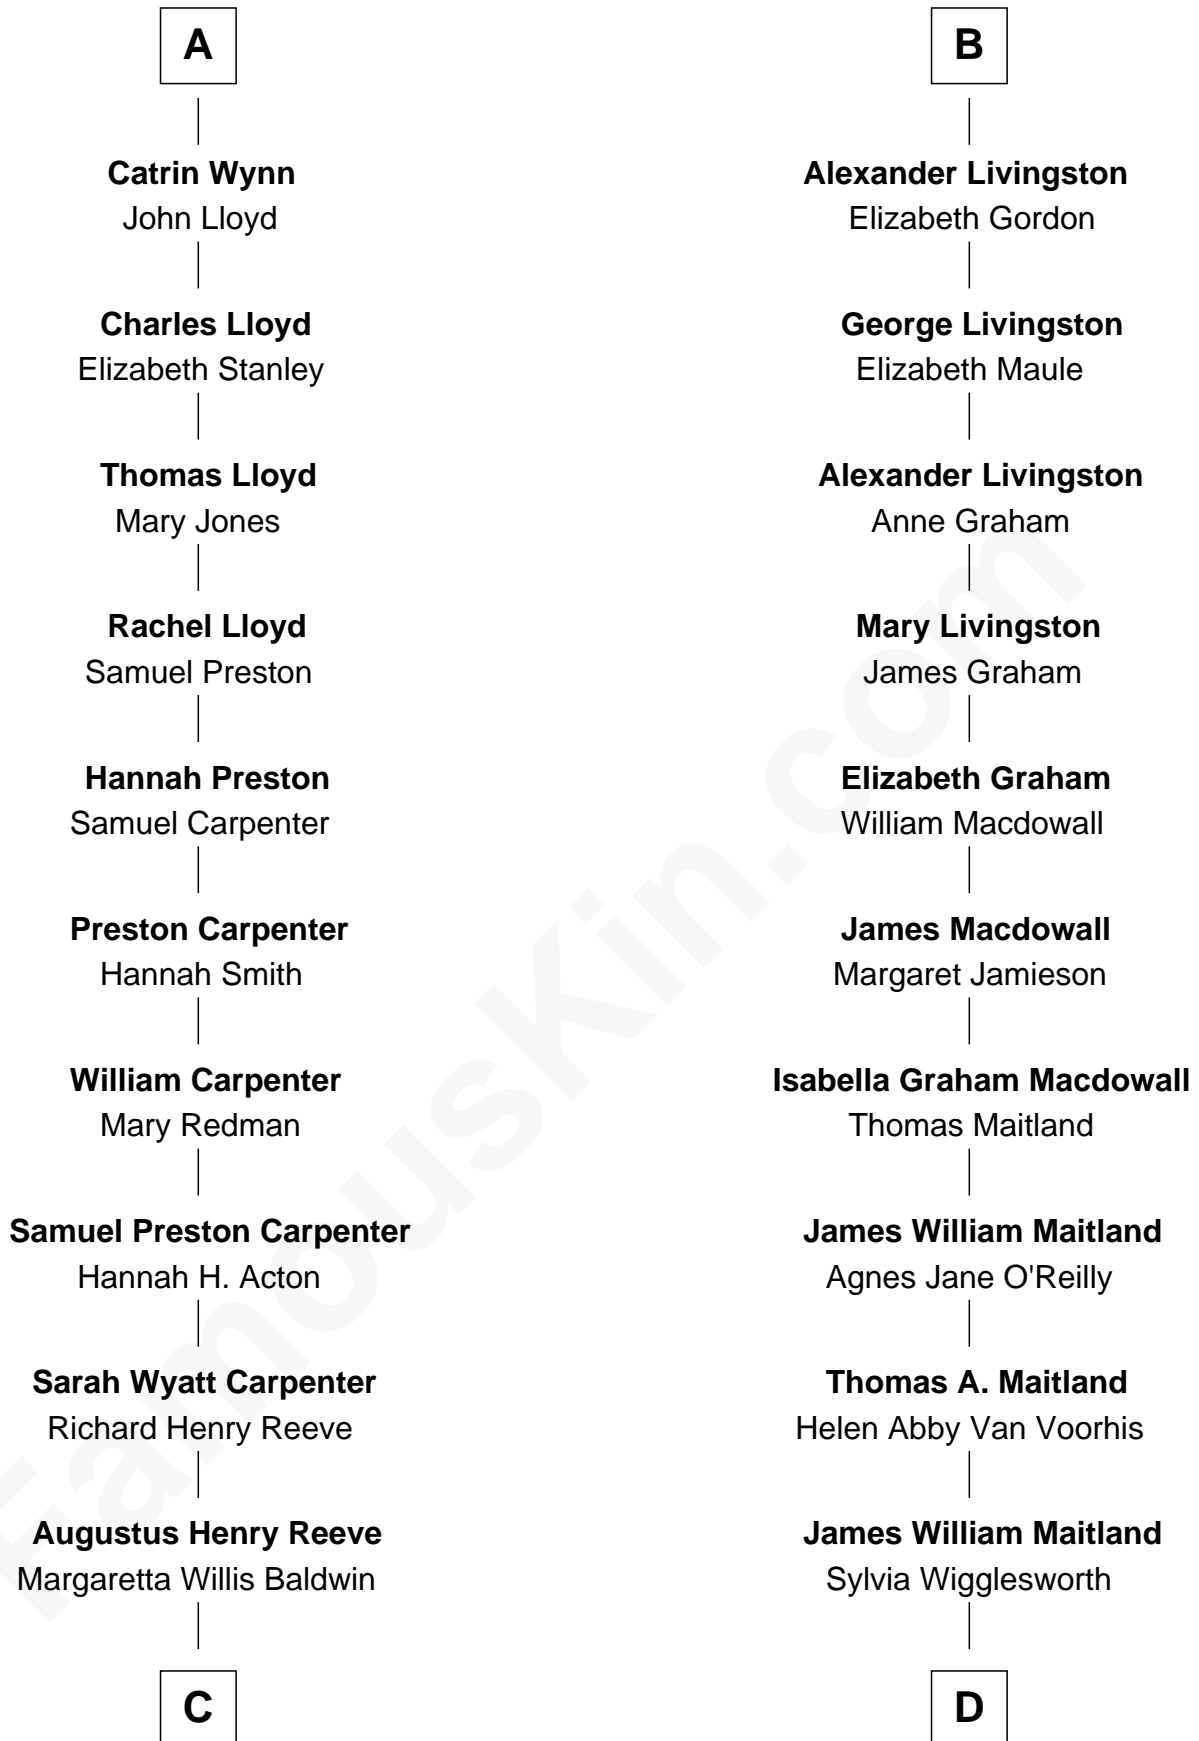 A
Catrin Wynn
John Lloyd
Charles Lloyd
Elizabeth Stanley
Thomas Lloyd
Mary Jones
Rachel Lloyd
Samuel Preston
Hannah Preston
Samuel Carpenter
Preston Carpenter
Hannah Smith
William Carpenter
Mary Redman
Samuel Preston Carpenter
Hannah H. Acton
Sarah Wyatt Carpenter
Richard Henry Reeve
Augustus Henry Reeve
Margaretta Willis Baldwin
C
B
Alexander Livingston
Elizabeth Gordon
George Livingston
Elizabeth Maule
Alexander Livingston
Anne Graham
Mary Livingston
James Graham
Elizabeth Graham
William Macdowall
James Macdowall
Margaret Jamieson
Isabella Graham Macdowall
Thomas Maitland
James William Maitland
Agnes Jane O'Reilly
Thomas A. Maitland
Helen Abby Van Voorhis
James William Maitland
Sylvia Wigglesworth
D
FamousKin.com